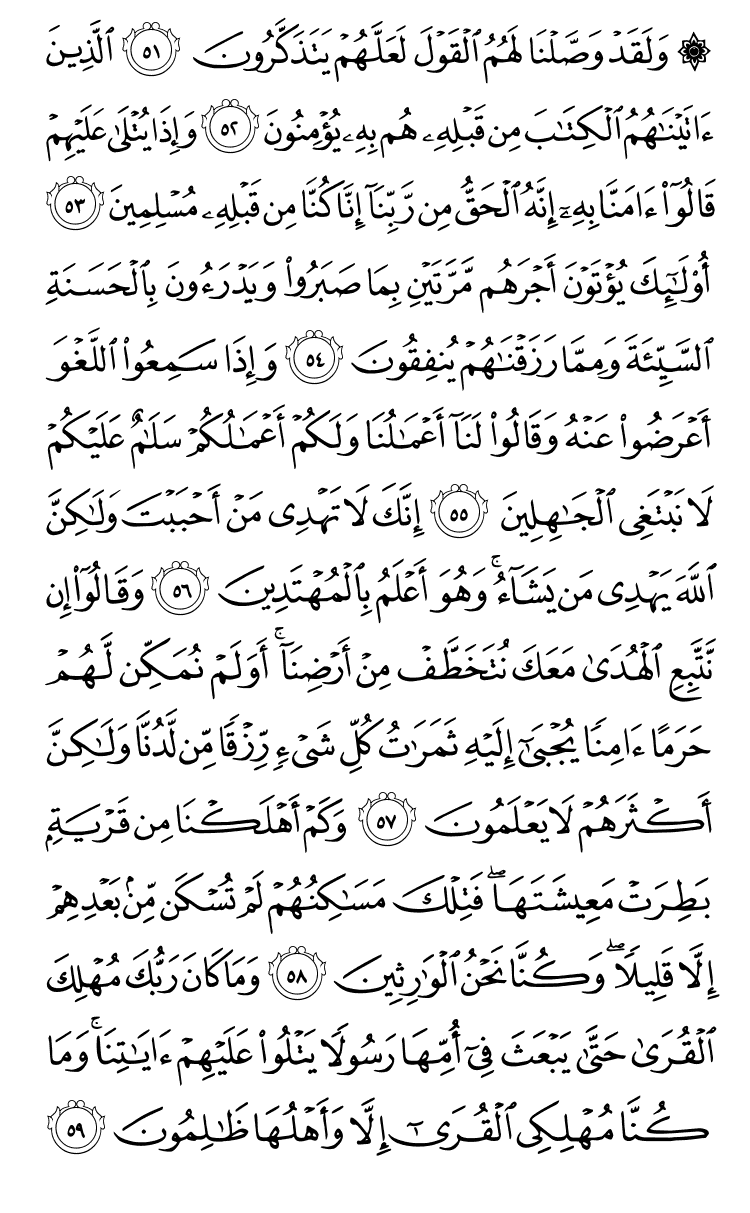 ۞ وَلَقَدۡ وَصَّلۡنَا لَهُمُ ٱلۡقَوۡلَ لَعَلَّهُمۡ يَتَذَكَّرُونَ ٥١ ٱلَّذِينَ
ءَاتَيۡنَٰهُمُ ٱلۡكِتَٰبَ مِن قَبۡلِهِۦ هُم بِهِۦ يُؤۡمِنُونَ ٥٢ وَإِذَا يُتۡلَىٰ عَلَيۡهِمۡ
قَالُوٓاْ ءَامَنَّا بِهِۦٓ إِنَّهُ ٱلۡحَقُّ مِن رَّبِّنَآ إِنَّا كُنَّا مِن قَبۡلِهِۦ مُسۡلِمِينَ ٥٣
أُوْلَٰٓئِكَ يُؤۡتَوۡنَ أَجۡرَهُم مَّرَّتَيۡنِ بِمَا صَبَرُواْ وَيَدۡرَءُونَ بِٱلۡحَسَنَةِ
ٱلسَّيِّئَةَ وَمِمَّا رَزَقۡنَٰهُمۡ يُنفِقُونَ ٥٤ وَإِذَا سَمِعُواْ ٱللَّغۡوَ
أَعۡرَضُواْ عَنۡهُ وَقَالُواْ لَنَآ أَعۡمَٰلُنَا وَلَكُمۡ أَعۡمَٰلُكُمۡ سَلَٰمٌ عَلَيۡكُمۡ
لَا نَبۡتَغِي ٱلۡجَٰهِلِينَ ٥٥ إِنَّكَ لَا تَهۡدِي مَنۡ أَحۡبَبۡتَ وَلَٰكِنَّ
ٱللَّهَ يَهۡدِي مَن يَشَآءُۚ وَهُوَ أَعۡلَمُ بِٱلۡمُهۡتَدِينَ ٥٦ وَقَالُوٓاْ إِن
نَّتَّبِعِ ٱلۡهُدَىٰ مَعَكَ نُتَخَطَّفۡ مِنۡ أَرۡضِنَآۚ أَوَلَمۡ نُمَكِّن لَّهُمۡ
حَرَمًا ءَامِنٗا يُجۡبَىٰٓ إِلَيۡهِ ثَمَرَٰتُ كُلِّ شَيۡءٖ رِّزۡقٗا مِّن لَّدُنَّا وَلَٰكِنَّ
أَكۡثَرَهُمۡ لَا يَعۡلَمُونَ ٥٧ وَكَمۡ أَهۡلَكۡنَا مِن قَرۡيَةِۭ
بَطِرَتۡ مَعِيشَتَهَاۖ فَتِلۡكَ مَسَٰكِنُهُمۡ لَمۡ تُسۡكَن مِّنۢ بَعۡدِهِمۡ
إِلَّا قَلِيلٗاۖ وَكُنَّا نَحۡنُ ٱلۡوَٰرِثِينَ ٥٨ وَمَا كَانَ رَبُّكَ مُهۡلِكَ
ٱلۡقُرَىٰ حَتَّىٰ يَبۡعَثَ فِيٓ أُمِّهَا رَسُولٗا يَتۡلُواْ عَلَيۡهِمۡ ءَايَٰتِنَاۚ وَمَا
كُنَّا مُهۡلِكِي ٱلۡقُرَىٰٓ إِلَّا وَأَهۡلُهَا ظَٰلِمُونَ ٥٩